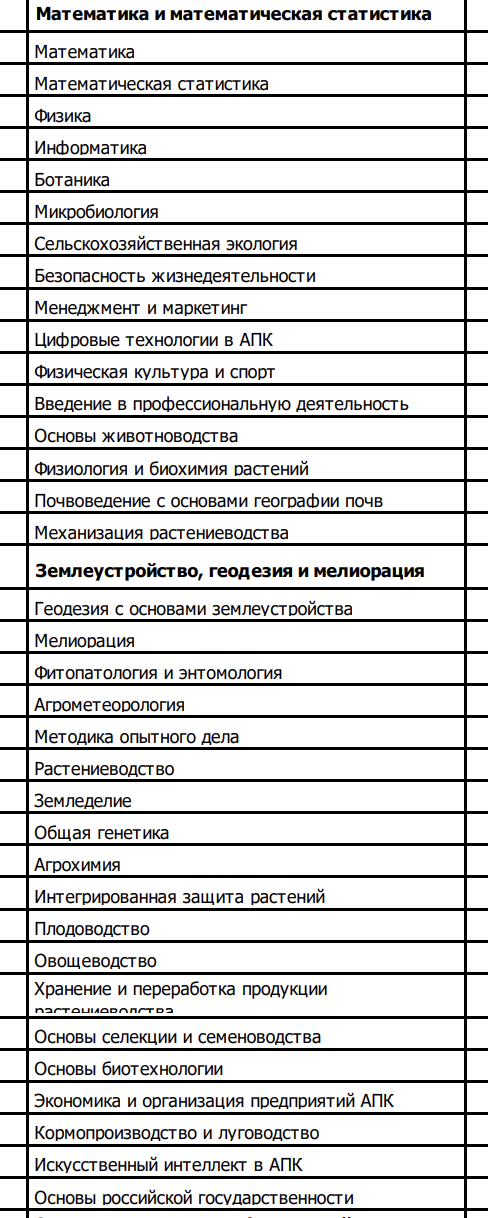 Математика и математическая статистика
Математика
Математическая статистика
Физика
Информатика
Ботаника
Микробиология
Сельскохозяйственная экология
Безопасность жизнедеятельности
Менеджмент и маркетинг
Цифровые технологии в АПК
Физическая культура и спорт
Введение в профессиональную деятельность
Основы животноводства
Физиология и биохимия растений
Почвоведение с основами географии почв
Механизация растениеводства
Землеустройство, геодезия и мелиорация
Геодезия с основами землеустройства
Мелиорация
Фитопатология и энтомология
Агрометеорология
Методика опытного дела
Растениеводство
Земледелие
Общая генетика
Агрохимия
Интегрированная защита растений
Плодоводство
Овощеводство
Хранение и переработка продукции
растениеводства
Основы селекции и семеноводства
Основы биотехнологии
Экономика и организация предприятий АПК
Кормопроизводство и луговодство
Искусственный интеллект в АПК
Основы российской государственности